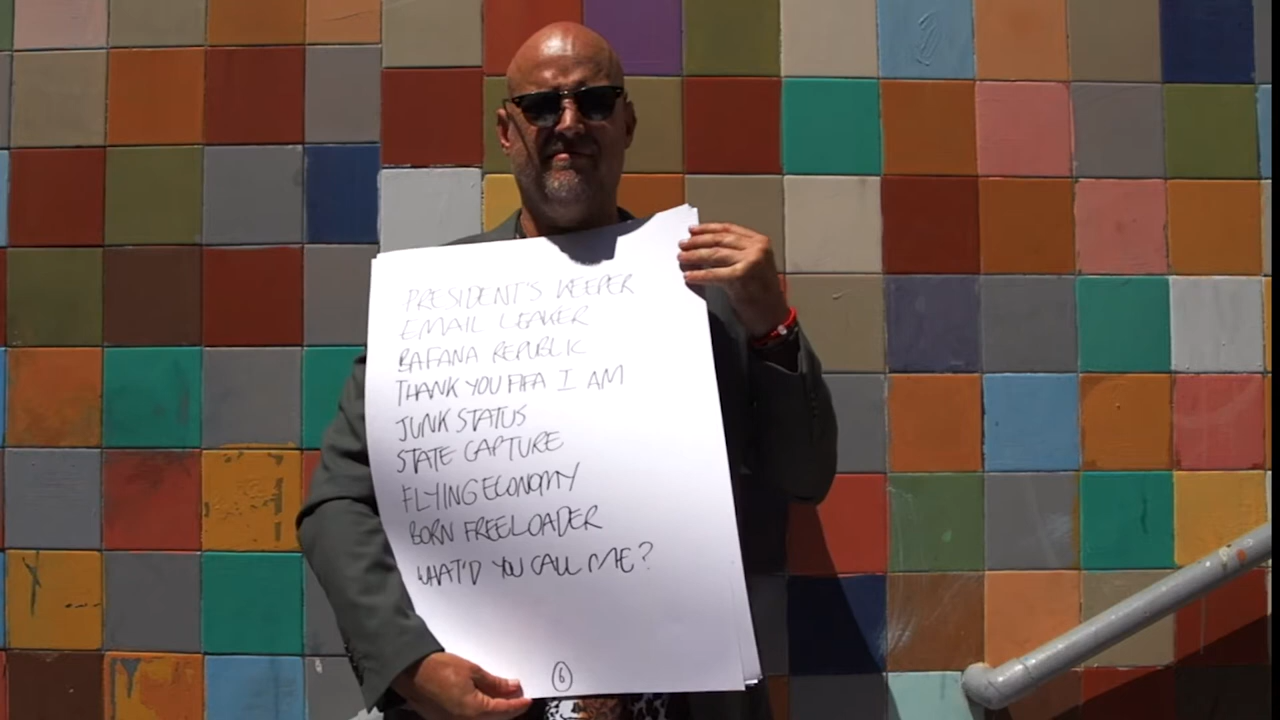 PRESIDENT'S KEEPER
EMAIL LEAKER
BAFANA REPUBLIC
THANK YOU FIFA I AM
JUNK STATUS
STATE CAPTURE
FLYING ECONOMY
BORN FREELOADER
WHAT'D YOU CALL ME?
6